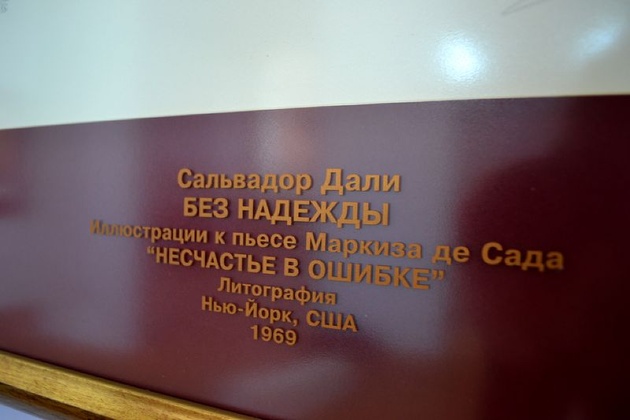 Сальвадор Дали
БЕЗ НАДЕЖДЫ
Иллюстрации к пьесе Маркиза де Сада
“НЕСЧАСТЬЕ В ОШИБКЕ”
Литография
Нью-Йорк, США
1969